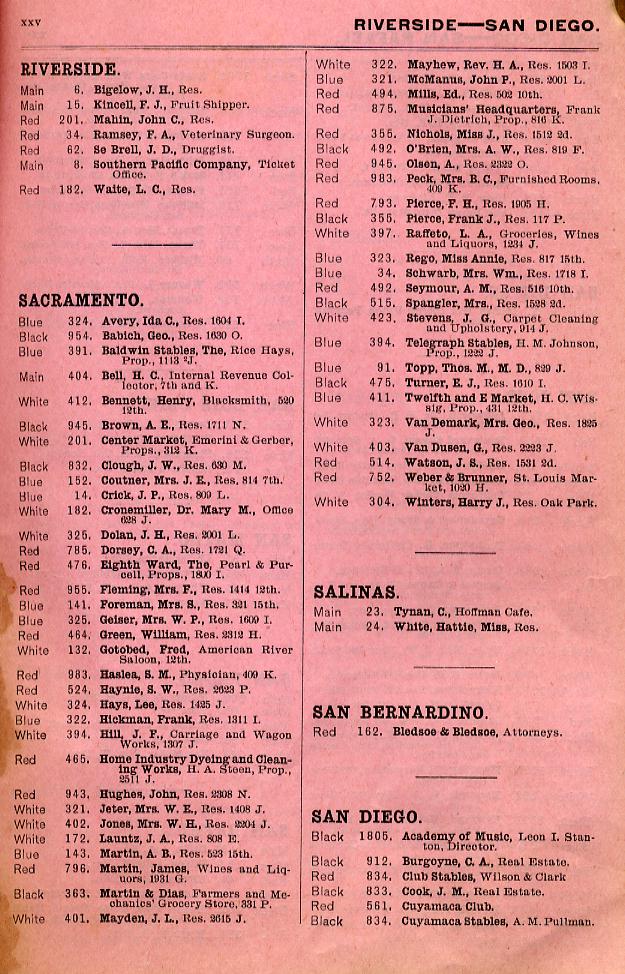 xxv
RIVERSIDE—SAN DIEGO.
RIVERSIDE.
Main 6. Bigelow, J. H., Res.
Main 15. Kincell, F. J., Fruit Shipper.
Red 201. Mahin, John C., Res.
Red 34. Ramsey, F. A., Veterinary Surgeon.
Red 62. Se Brell, J. D., Druggist.
Main 8. Southern Pacific Company, Ticket
Office.
Red 182. Waite, L. C., Res.
SACRAMENTO.
Blue 324. Avery, Ida C., Res. 1604 I.
Black 954. Babich, Geo., Res. 1630 O.
Blue 391. Baldwin Stables, The, Rice Hays,
Prop., 1113 2J.
Main 404. Bell, H. C., Internal Revenue Col-
lector, 7th and K.
White 412. Bennett, Henry, Blacksmith, 520
12th.
Black 945. Brown, A. E., Res. 1711 N.
White 201. Center Market, Emerini & Gerber,
Props., 312 K.
Black 832. Clough, J. W., Res. 630 M.
Blue 152. Coutner, Mrs. J. E., Res. 814 7th.
Blue 14. Crick, J. P., Res. 809 L.
White 182. Cronemiller, Dr. Mary M., Office
628 J.
White 325. Dolan, J. H., Res. 2001 L.
Red 785. Dorsey, C. A., Res. 1721 Q.
Red 476. Eighth Ward, The, Pearl & Pur-
cell, Props., 1800 I.
Red 955. Fleming, Mrs. F., Res. 1414 12th.
Blue 141. Foreman, Mrs. S., Res. 321 15th.
Blue 325. Geiser, Mrs. W. P., Res. 1609 I.
Red 464. Green, William, Res. 2312 H.
White 132. Gotobed, Fred, American River
Saloon, 12th.
Red 983. Haslea, S. M., Physician, 409 K.
Red 524. Haynie, S. W., Res. 2623 P.
White 324. Hays, Lee, Res. 1425 J.
Blue 322. Hickman, Frank, Res. 1311 I.
White 394. Hill, J. F., Carriage and Wagon
Works, 1307 J.
Red 465. Home Industry Dyeing and Clean-
ing Works, H. A. Steen, Prop.,
2511 J.
Red 943. Hughes, John, Res. 2308 N.
White 321. Jeter, Mrs. W. E., Res. 1408 J.
White 402. Jones, Mrs. W. H., Res. 2204 J.
White 172. Launtz, J. A., Res. 808 E.
Blue 143. Martin, A. B., Res. 523 15th.
Red 796. Martin, James, Wines and Liq-
uors, 1931 G.
Black 363. Martin & Dias, Farmers and Me-
chanics' Grocery Store, 331 P.
White 401. Mayden, J. L., Res. 2615 J.
White 322. Mayhew, Rev. H. A., Res. 1503 I.
Blue 321. McManus, John P., Res. 2001 L.
Red 494. Mills, Ed., Res. 502 10th.
Red 875. Musicians' Headquarters, Frank
J. Dietrich, Prop., 816 K.
Red 355. Nichols, Miss J., Res. 1512 2d.
Black 492. O'Brien, Mrs. A. W., Res. 819 F.
Red 945. Olsen, A., Res. 2322 O.
Red 983. Peck, Mrs. B. C., Furnished Rooms,
409 K.
Red 793. Pierce, F. H., Res. 1905 H.
Black 355. Pierce, Frank J., Res. 117 P.
White 397. Raffeto, L. A., Groceries, Wines
and Liquors, 1234 J.
Blue 323. Rego, Miss Annie, Res. 817 15th.
Blue 34. Schwarb, Mrs. Wm., Res. 1718 I.
Red 492. Seymour, A. M., Res. 516 10th.
Black 515. Spangler, Mrs., Res. 1528 2d.
White 423. Stevens, J. G., Carpet Cleaning
and Upholstery, 914 J.
Blue 394. Telegraph Stables, H. M. Johnson,
Prop., 1222 J.
Blue 91. Topp, Thos. M., M. D., 829 J.
Black 475. Turner, E. J., Res. 1610 I.
Blue 411. Twelfth and E Market, H. C. Wis-
sig, Prop., 431 12th.
White 323. Van Demark, Mrs. Geo., Res. 1825
J.
White 403. Van Dusen, G., Res. 2223 J.
Red 514. Watson, J. S., Res. 1531 2d.
Red 752. Weber & Brunner, St. Louis Mar-
ket, 1020 H.
White 304. Winters, Harry J., Res. Oak Park.
SALINAS.
Main 23. Tynan, C., Hoffman Cafe.
Main 24. White, Hattie, Miss, Res.
SAN BERNARDINO.
Red 162. Bledsoe & Bledsoe, Attorneys.
SAN DIEGO.
Black 1805. Academy of Music, Leon I. Stan-
ton, Director.
Black 912. Burgoyne, C. A., Real Estate.
Red 834. Club Stables, Wilson & Clark
Black 833. Cook, J. M., Real Estate.
Red 561. Cuyamaca Club.
Black 834. Cuyamaca Stables, A. M. Pullman.